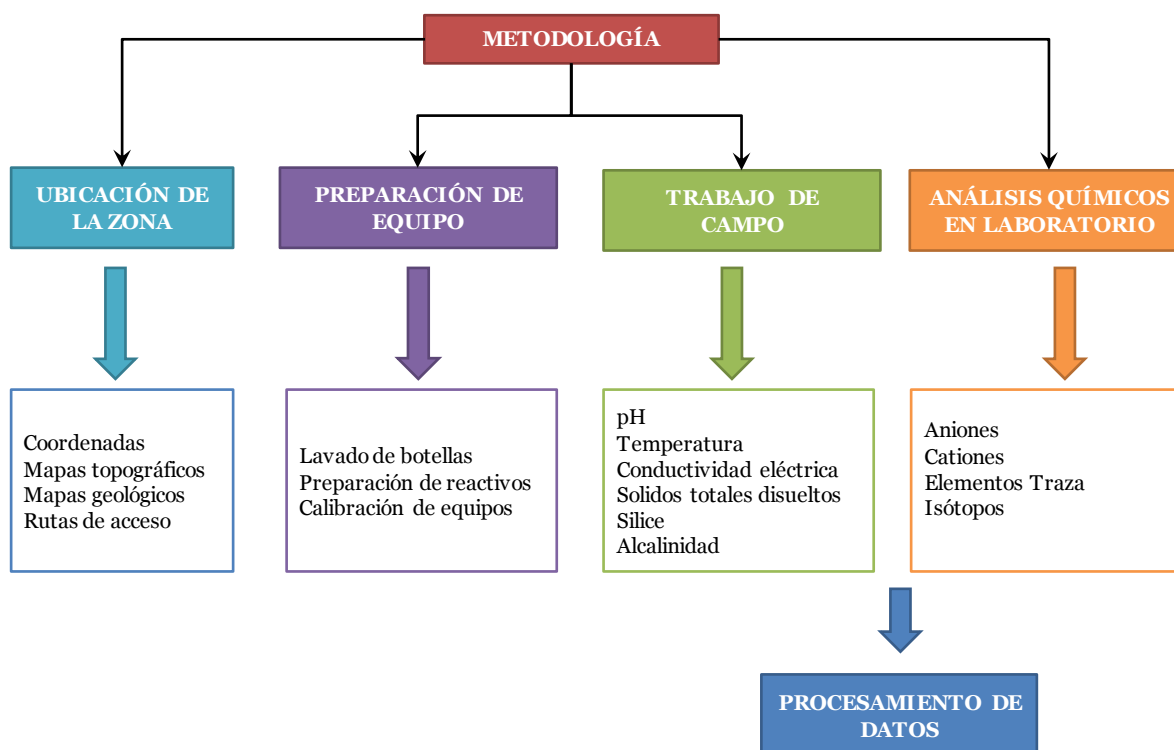 METODOLOGÍA
UBICACIÓN DE
LA ZONA
PREPARACIÓN DE
EQUIPO
TRABAJO DE
CAMPO
ANÁLISIS QUÍMICOS
EN LABORATORIO
Coordenadas
Mapas topográficos
Mapas geológicos
Rutas de acceso
Lavado de botellas
Preparación de reactivos
Calibración de equipos
pH
Temperatura
Conductividad eléctrica
Solidos totales disueltos
Silice
Alcalinidad
Aniones
Cationes
Elementos Traza
Isótopos
PROCESAMIENTO DE
DATOS